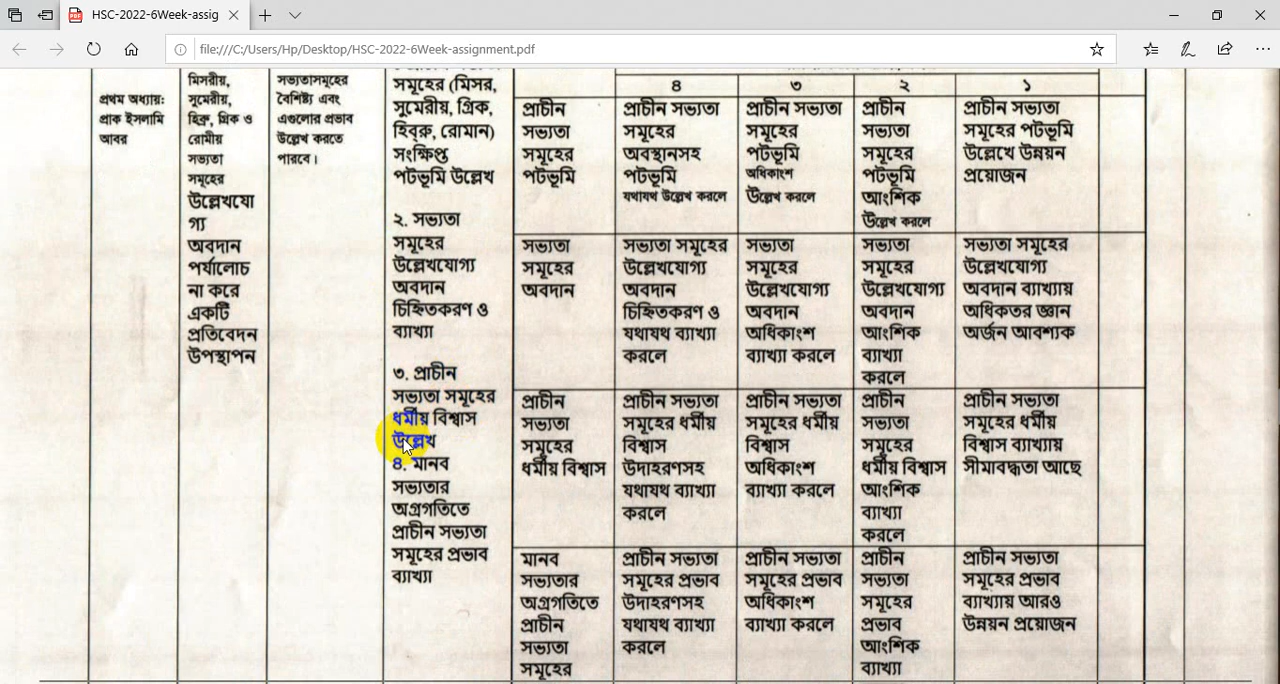 HSC-2022-6Week-assig
file:///C:/Users/Hp/Desktop/HSC-2022-6Week-assignment.pdf
প্রথম অধ্যায়:
প্রাক ইসলামি
আবর
মিসরীয়,
সুমেরীয়,
হিব্রু, গ্রিক ও
রোমীয়
সভ্যতা
সমূহের
উল্লেখযো
গ্য
অবদান
পর্যালোচ
না করে
একটি
প্রতিবেদন
উপস্থাপন
সভ্যতাসমূহের
বৈশিষ্ট্য এবং
এগুলোর প্রভাব
উল্লেখ করতে
পারবে।
সমূহের (মিসর,
সুমেরীয়, গ্রিক,
হিবরু, রোমান)
সংক্ষিপ্ত
পটভূমি উল্লেখ
২. সভ্যতা
সমূহের
উল্লেখযোগ্য
অবদান
চিহ্নিতকরণ ও
ব্যাখ্যা
৩. প্রাচীন
সভ্যতা সমূহের
ধর্মীয় বিশ্বাস
উল্লেখ
৪. মানব
সভ্যতার
অগ্রগতিতে
প্রাচীন সভ্যতা
সমূহের প্রভাব
ব্যাখ্যা
৪ ৩ ২ ১
প্রাচীন
সভ্যতা
সমূহের
পটভূমি
প্রাচীন সভ্যতা
সমূহের
অবস্থানসহ
পটভূমি
যথাযথ উল্লেখ করলে
প্রাচীন সভ্যতা
সমূহের
পটভূমি
অধিকাংশ
উল্লেখ করলে
প্রাচীন
সভ্যতা
সমূহের
পটভূমি
আংশিক
উল্লেখ করলে
প্রাচীন সভ্যতা
সমূহের পটভূমি
উল্লেখে উন্নয়ন
প্রয়োজন
সভ্যতা
সমূহের
অবদান
সভ্যতা সমূহের
উল্লেখযোগ্য
অবদান
চিহ্নিতকরণ ও
যথাযথ ব্যাখ্যা
করলে
সভ্যতা
সমূহের
উল্লেখযোগ্য
অবদান
অধিকাংশ
ব্যাখ্যা করলে
সভ্যতা
সমূহের
উল্লেখযোগ্য
অবদান
আংশিক
ব্যাখ্যা
করলে
সভ্যতা সমূহের
উল্লেখযোগ্য
অবদান ব্যাখ্যায়
অধিকতর জ্ঞান
অর্জন আবশ্যক
প্রাচীন
সভ্যতা
সমূহের
ধর্মীয় বিশ্বাস
প্রাচীন সভ্যতা
সমূহের ধর্মীয়
বিশ্বাস
উদাহরণসহ
যথাযথ ব্যাখ্যা
করলে
প্রাচীন সভ্যতা
সমূহের ধর্মীয়
বিশ্বাস
অধিকাংশ
ব্যাখ্যা করলে
প্রাচীন
সভ্যতা
সমূহের
ধর্মীয় বিশ্বাস
আংশিক
ব্যাখ্যা
করলে
প্রাচীন সভ্যতা
সমূহের ধর্মীয়
বিশ্বাস ব্যাখ্যায়
সীমাবদ্ধতা আছে
মানব
সভ্যতার
অগ্রগতিতে
প্রাচীন
সভ্যতা
সমূহের
প্রাচীন সভ্যতা
সমূহের প্রভাব
উদাহরণসহ
যথাযথ ব্যাখ্যা
করলে
প্রাচীন সভ্যতা
সমূহের প্রভাব
অধিকাংশ
ব্যাখ্যা করলে
প্রাচীন
সভ্যতা
সমূহের
প্রভাব
আংশিক
ব্যাখ্যা
প্রাচীন সভ্যতা
সমূহের প্রভাব
ব্যাখ্যায় আরও
উন্নয়ন প্রয়োজন